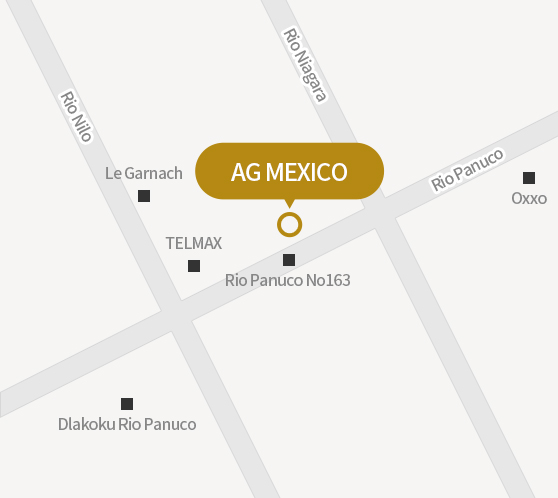 Rio Niagara
Rio Nilo
Le Garnach
AG MEXICO
Rio Panuco
Oxxo
TELMAX
Rio Panuco No163
Dlakoku Rio Panuco